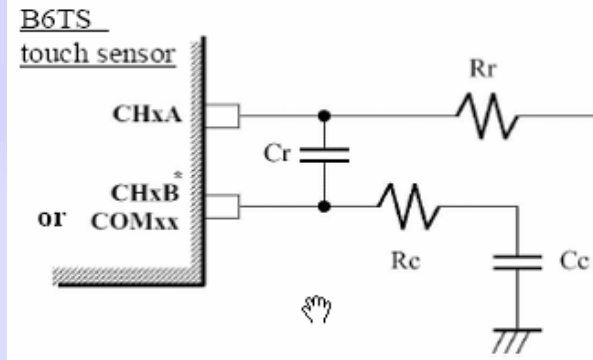 B6TS
touch sensor
Rr
CHxA
Cr
*
CHxB
or COMxx
Rc
Cc